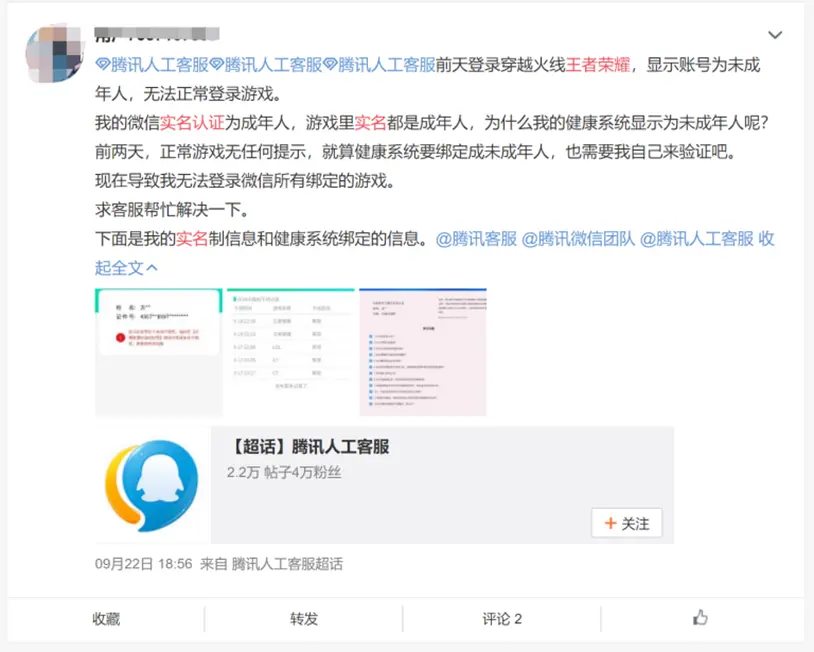 腾讯人工客服腾讯人工客服腾讯人工客服前天登录穿越火线王者荣耀，显示账号为未成
年人，无法正常登录游戏。
我的微信实名认证为成年人，游戏里实名都是成年人，为什么我的健康系统显示为未成年人呢？
前两天，正常游戏无任何提示，就算健康系统要绑定成未成年人，也需要我自己来验证吧。
现在导致我无法登录微信所有绑定的游戏。
求客服帮忙解决一下。
下面是我的实名制信息和健康系统绑定的信息。@腾讯客服 @腾讯微信团队 @腾讯人工客服 收
起全文
【超话】腾讯人工客服
2.2万 帖子4万粉丝
+ 关注
09月22日 18:56 来自 腾讯人工客服超话
收藏
转发
评论 2